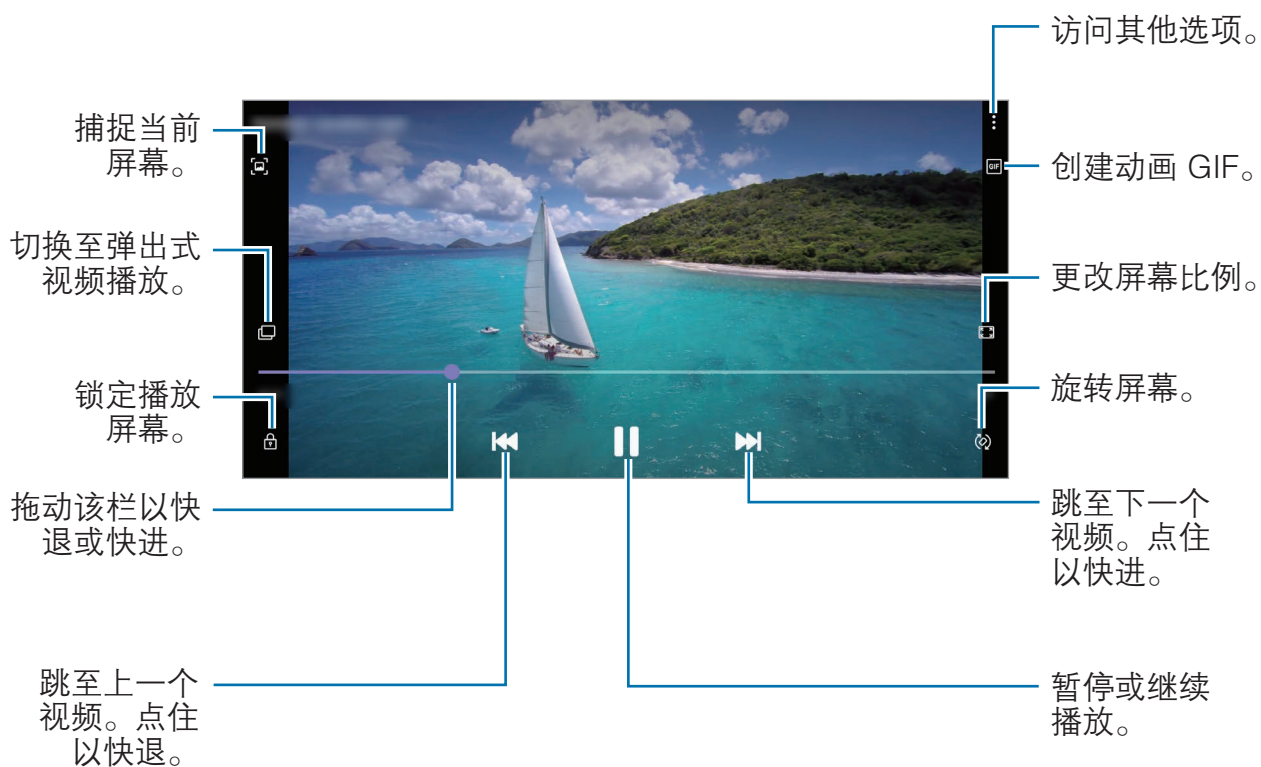 访问其他选项。
捕捉当前
屏幕。
GIF
创建动画 GIF。
切换至弹出式
视频播放。
更改屏幕比例。
锁定播放
屏幕。
旋转屏幕。
拖动该栏以快
退或快进。
跳至下一个
视频。点住
以快进。
跳至上一个
视频。点住
以快退。
暂停或继续
播放。